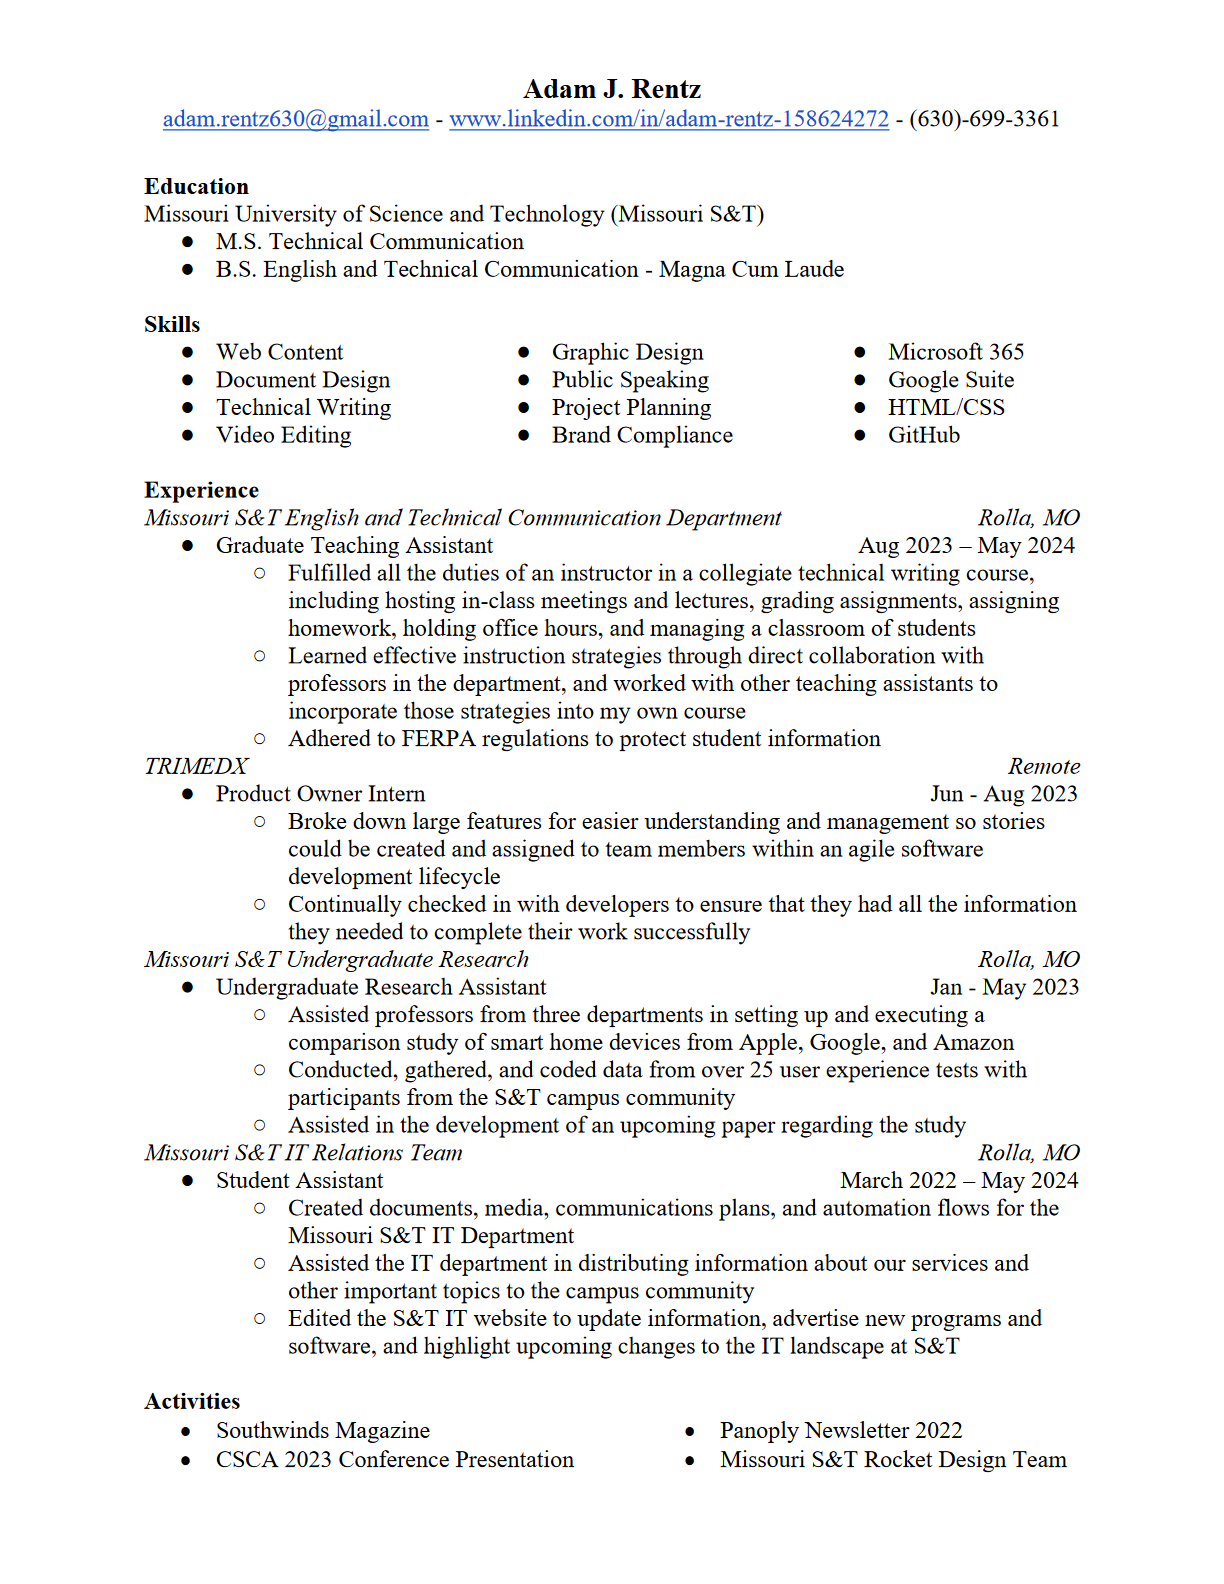 Adam J. Rentz
adam.rentz630@gmail.com - www.linkedin.com/in/adam-rentz-158624272 - (630)-699-3361
Education
Missouri University of Science and Technology (Missouri S&T)
● M.S. Technical Communication
● B.S. English and Technical Communication - Magna Cum Laude
Skills
● Web Content
● Document Design
● Technical Writing
● Video Editing
● Graphic Design
● Public Speaking
● Project Planning
● Brand Compliance
● Microsoft 365
● Google Suite
● HTML/CSS
● GitHub
Experience
Missouri S&T English and Technical Communication Department Rolla, MO
● Graduate Teaching Assistant Aug 2023 – May 2024
○ Fulfilled all the duties of an instructor in a collegiate technical writing course,
including hosting in-class meetings and lectures, grading assignments, assigning
homework, holding office hours, and managing a classroom of students
○ Learned effective instruction strategies through direct collaboration with
professors in the department, and worked with other teaching assistants to
incorporate those strategies into my own course
○ Adhered to FERPA regulations to protect student information
TRIMEDX Remote
● Product Owner Intern Jun - Aug 2023
○ Broke down large features for easier understanding and management so stories
could be created and assigned to team members within an agile software
development lifecycle
○ Continually checked in with developers to ensure that they had all the information
they needed to complete their work successfully
Missouri S&T Undergraduate Research Rolla, MO
● Undergraduate Research Assistant Jan - May 2023
○ Assisted professors from three departments in setting up and executing a
comparison study of smart home devices from Apple, Google, and Amazon
○ Conducted, gathered, and coded data from over 25 user experience tests with
participants from the S&T campus community
○ Assisted in the development of an upcoming paper regarding the study
Missouri S&T IT Relations Team Rolla, MO
● Student Assistant March 2022 – May 2024
○ Created documents, media, communications plans, and automation flows for the
Missouri S&T IT Department
○ Assisted the IT department in distributing information about our services and
other important topics to the campus community
○ Edited the S&T IT website to update information, advertise new programs and
software, and highlight upcoming changes to the IT landscape at S&T
Activities
● Southwinds Magazine
● CSCA 2023 Conference Presentation
● Panoply Newsletter 2022
● Missouri S&T Rocket Design Team